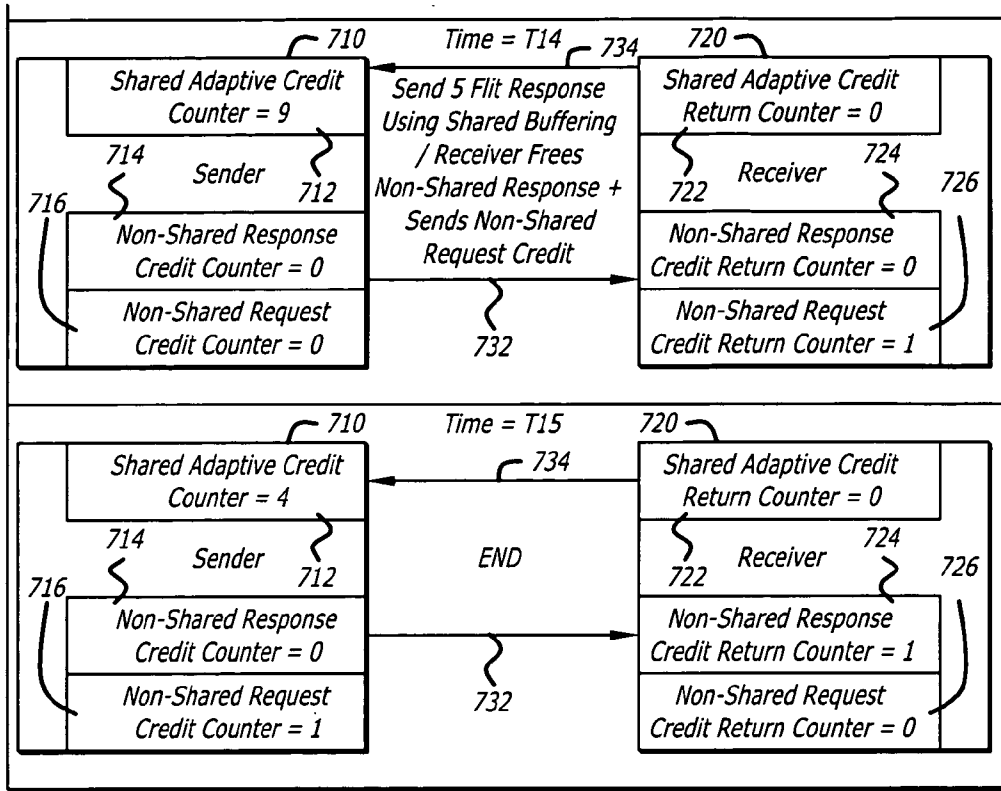 710
Time = T14
734
720
Shared Adaptive Credit
Counter = 9
Send 5 Flit Response
Using Shared Buffering
/ Receiver Frees
Non-Shared Response +
Sends Non-Shared
Request Credit
Shared Adaptive Credit
Return Counter = 0
714
Sender
712
722
Receiver
724
716
726
Non-Shared Response
Credit Counter = 0
Non-Shared Request
Credit Counter = 0
732
Non-Shared Response
Credit Return Counter = 0
Non-Shared Request
Credit Return Counter = 1
710
Time = T15
720
734
Shared Adaptive Credit
Counter = 4
Shared Adaptive Credit
Return Counter = 0
714
Sender
712
END
722
Receiver
724
716
726
Non-Shared Response
Credit Counter = 0
Non-Shared Request
Credit Counter = 1
732
Non-Shared Response
Credit Return Counter = 1
Non-Shared Request
Credit Return Counter = 0